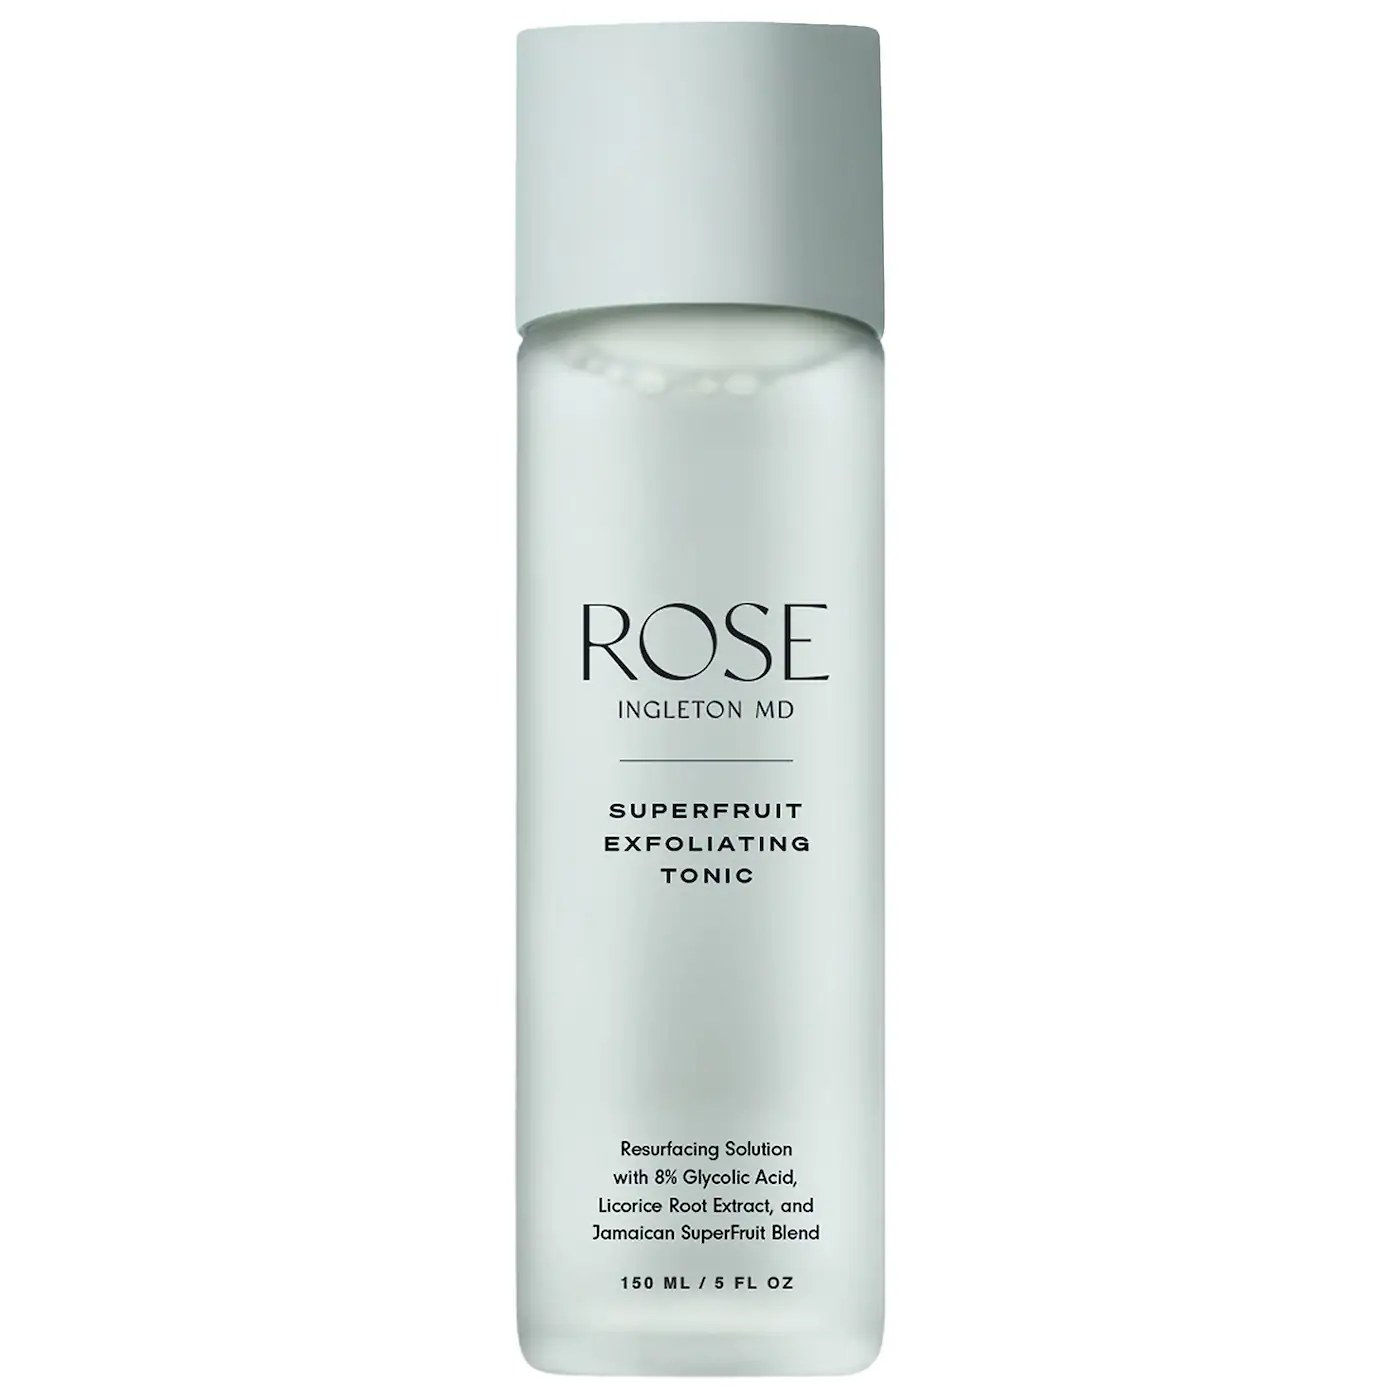 ROSE
INGLETON MD
SUPERFRUIT
EXFOLIATING
TONIC
Resurfacing Solution
with 8% Glycolic Acid,
Licorice Root Extract, and
Jamaican SuperFruit Blend
150 ML / 5 FL OZ